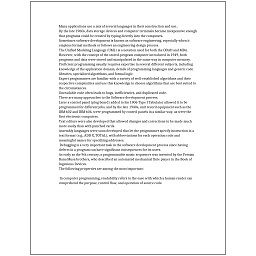 Many applications use a mix of several languages in their construction and use.
By the late 1960s, data storage devices and computer terminals became inexpensive enough
that programs could be created by typing directly into the computers.
Sometimes software development is known as software engineering, especially when it
employs formal methods or follows an engineering design process.
The Unified Modeling Language (UML) is a notation used for both the OOAD and MDA.
However, with the concept of the stored-program computer introduced in 1949, both
programs and data were stored and manipulated in the same way in computer memory.
Proficient programming usually requires expertise in several different subjects, including
knowledge of the application domain, details of programming languages and generic code
libraries, specialized algorithms, and formal logic.
Expert programmers are familiar with a variety of well-established algorithms and their
respective complexities and use this knowledge to choose algorithms that are best suited to
the circumstances.
Unreadable code often leads to bugs, inefficiencies, and duplicated code.
There are many approaches to the Software development process.
Later a control panel (plug board) added to his 1906 Type I Tabulator allowed it to be
programmed for different jobs, and by the late 1940s, unit record equipment such as the
IBM 602 and IBM 604, were programmed by control panels in a similar way, as were the
first electronic computers.
Text editors were also developed that allowed changes and corrections to be made much
more easily than with punched cards.
Assembly languages were soon developed that let the programmer specify instruction in a
text format (e.g., ADD X, TOTAL), with abbreviations for each operation code and
meaningful names for specifying addresses.
Debugging is a very important task in the software development process since having
defects in a program can have significant consequences for its users.
As early as the 9th century, a programmable music sequencer was invented by the Persian
Banu Musa brothers, who described an automated mechanical flute player in the Book of
Ingenious Devices.
The following properties are among the most important:
In computer programming, readability refers to the ease with which a human reader can
comprehend the purpose, control flow, and operation of source code.